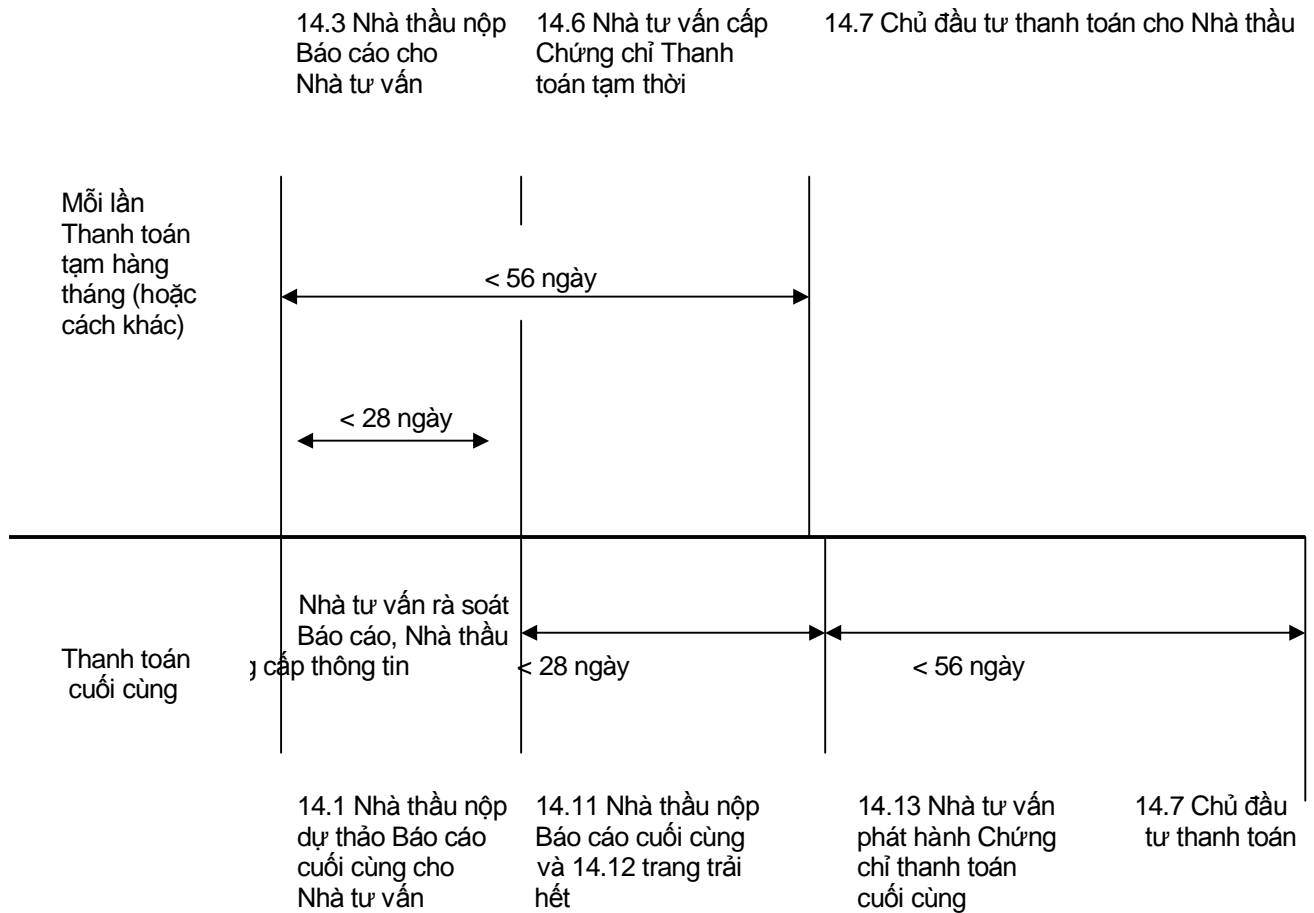 14.3 Nhà thầu nộp
Báo cáo cho
Nhà tư vấn
14.6 Nhà tư vấn cấp
Chứng chỉ Thanh
toán tạm thời
14.7 Chủ đầu tư thanh toán cho Nhà thầu
Mỗi lần
Thanh toán
tạm hàng
tháng (hoặc
cách khác)
< 56 ngày
< 28 ngày
Nhà tư vấn rà soát
Báo cáo, Nhà thầu
cấp thông tin
Thanh toán
cuối cùng
< 28 ngày
< 56 ngày
14.1 Nhà thầu nộp
dự thảo Báo cáo
cuối cùng cho
Nhà tư vấn
14.11 Nhà thầu nộp
Báo cáo cuối cùng
và 14.12 trang trải
hết
14.13 Nhà tư vấn
phát hành Chứng
chỉ thanh toán
cuối cùng
14.7 Chủ đầu
tư thanh toán